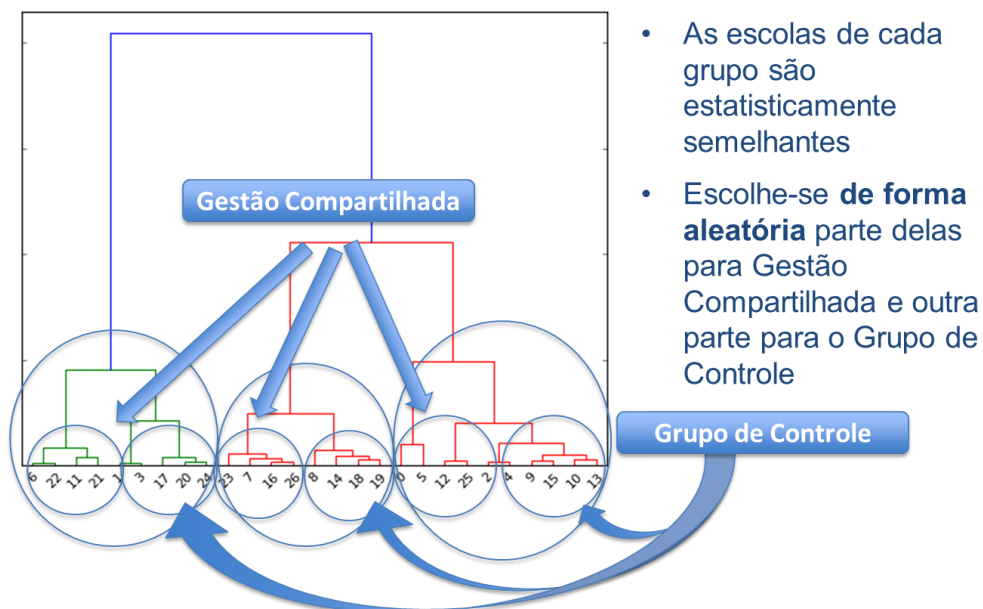 Gestão Compartilhada
6 22 11 21 1 3 17 20 24 23 7 16 26 8 14 18 19 0 5 12 25 2 4 9 15 10 13
• As escolas de cada
grupo são
estatisticamente
semelhantes
• Escolhe-se de forma
aleatória parte delas
para Gestão
Compartilhada e outra
parte para o Grupo de
Controle
Grupo de Controle